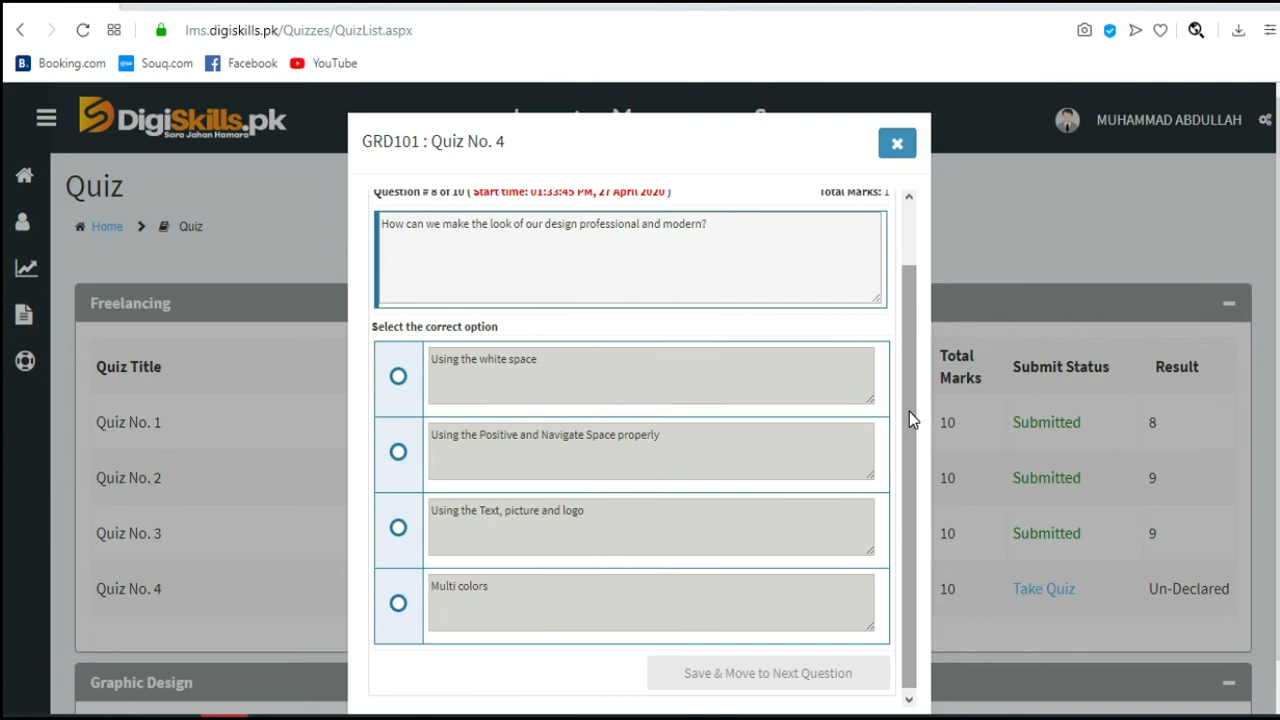 lms.digiskills.pk/Quizzes/QuizList.aspx
B. Booking.com Souq.com Facebook YouTube
DigiSkills.pk
Sara Jahan Hamara
MUHAMMAD ABDULLAH
GRD101 : Quiz No. 4
Quiz
Home Quiz
Question # 8 of 10 ( Start time: 01:33:45 PM, 27 April 2020 ) Total Marks: 1
How can we make the look of our design professional and modern?
Select the correct option
Using the white space
Using the Positive and Navigate Space properly
Using the Text, picture and logo
Multi colors
Save & Move to Next Question
Freelancing
Quiz Title Total Marks Submit Status Result
Quiz No. 1 10 Submitted 8
Quiz No. 2 10 Submitted 9
Quiz No. 3 10 Submitted 9
Quiz No. 4 10 Take Quiz Un-Declared
Graphic Design